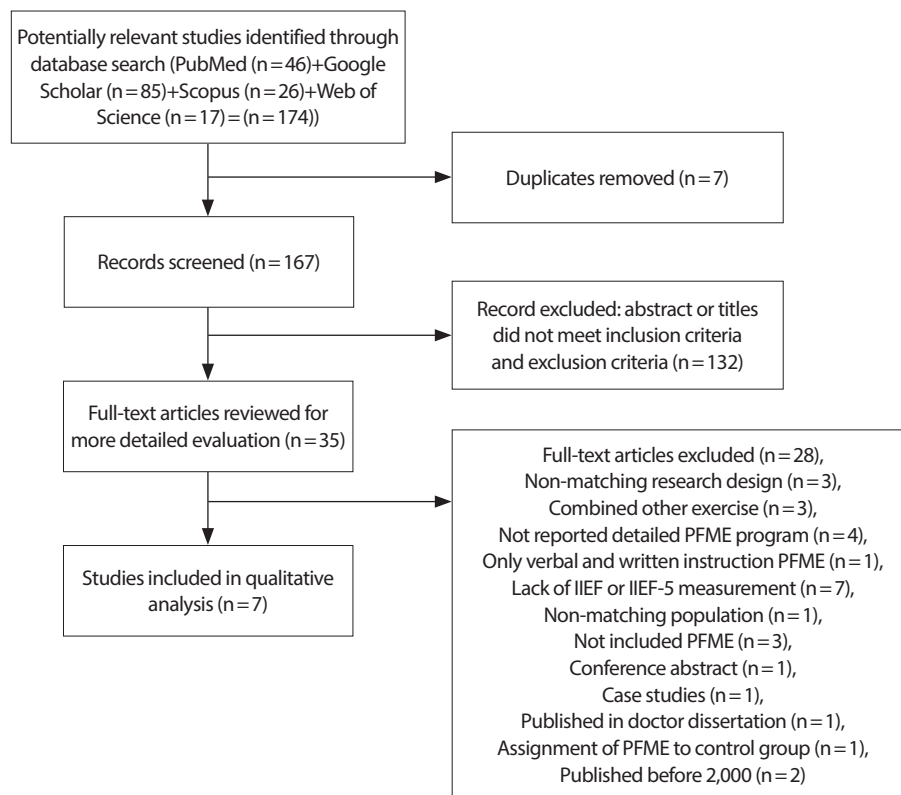 Potentially relevant studies identified through
database search (PubMed (n=46)+Google
Scholar (n=85)+Scopus (n=26)+Web of
Science (n=17)=(n=174))
Duplicates removed (n=7)
Records screened (n=167)
Record excluded: abstract or titles
did not meet inclusion criteria
and exclusion criteria (n=132)
Full-text articles reviewed for
more detailed evaluation (n=35)
Full-text articles excluded (n=28),
Non-matching research design (n=3),
Combined other exercise (n=3),
Not reported detailed PFME program (n=4),
Only verbal and written instruction PFME (n=1),
Lack of IIEF or IIEF-5 measurement (n=7),
Non-matching population (n=1),
Not included PFME (n=3),
Conference abstract (n=1),
Case studies (n=1),
Published in doctor dissertation (n=1),
Assignment of PFME to control group (n=1),
Published before 2,000 (n=2)
Studies included in qualitative
analysis (n=7)